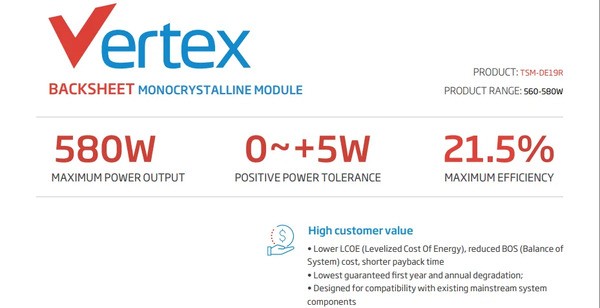 Vertex
BACKSHEET MONOCRYSTALLINE MODULE
PRODUCT: TSM-DE19R
PRODUCT RANGE: 560-580W
580W
MAXIMUM POWER OUTPUT
0~+5W
POSITIVE POWER TOLERANCE
21.5%
MAXIMUM EFFICIENCY
$
High customer value
• Lower LCOE (Levelized Cost Of Energy), reduced BOS (Balance of
System) cost, shorter payback time
• Lowest guaranteed first year and annual degradation;
• Designed for compatibility with existing mainstream system
components